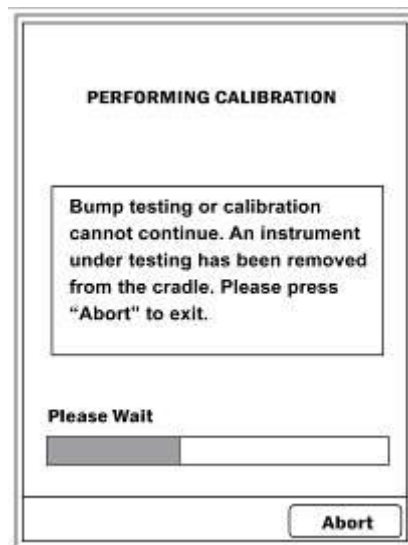 PERFORMING CALIBRATION
Bump testing or calibration
cannot continue. An instrument
under testing has been removed
from the cradle. Please press
“Abort” to exit.
Please Wait
Abort